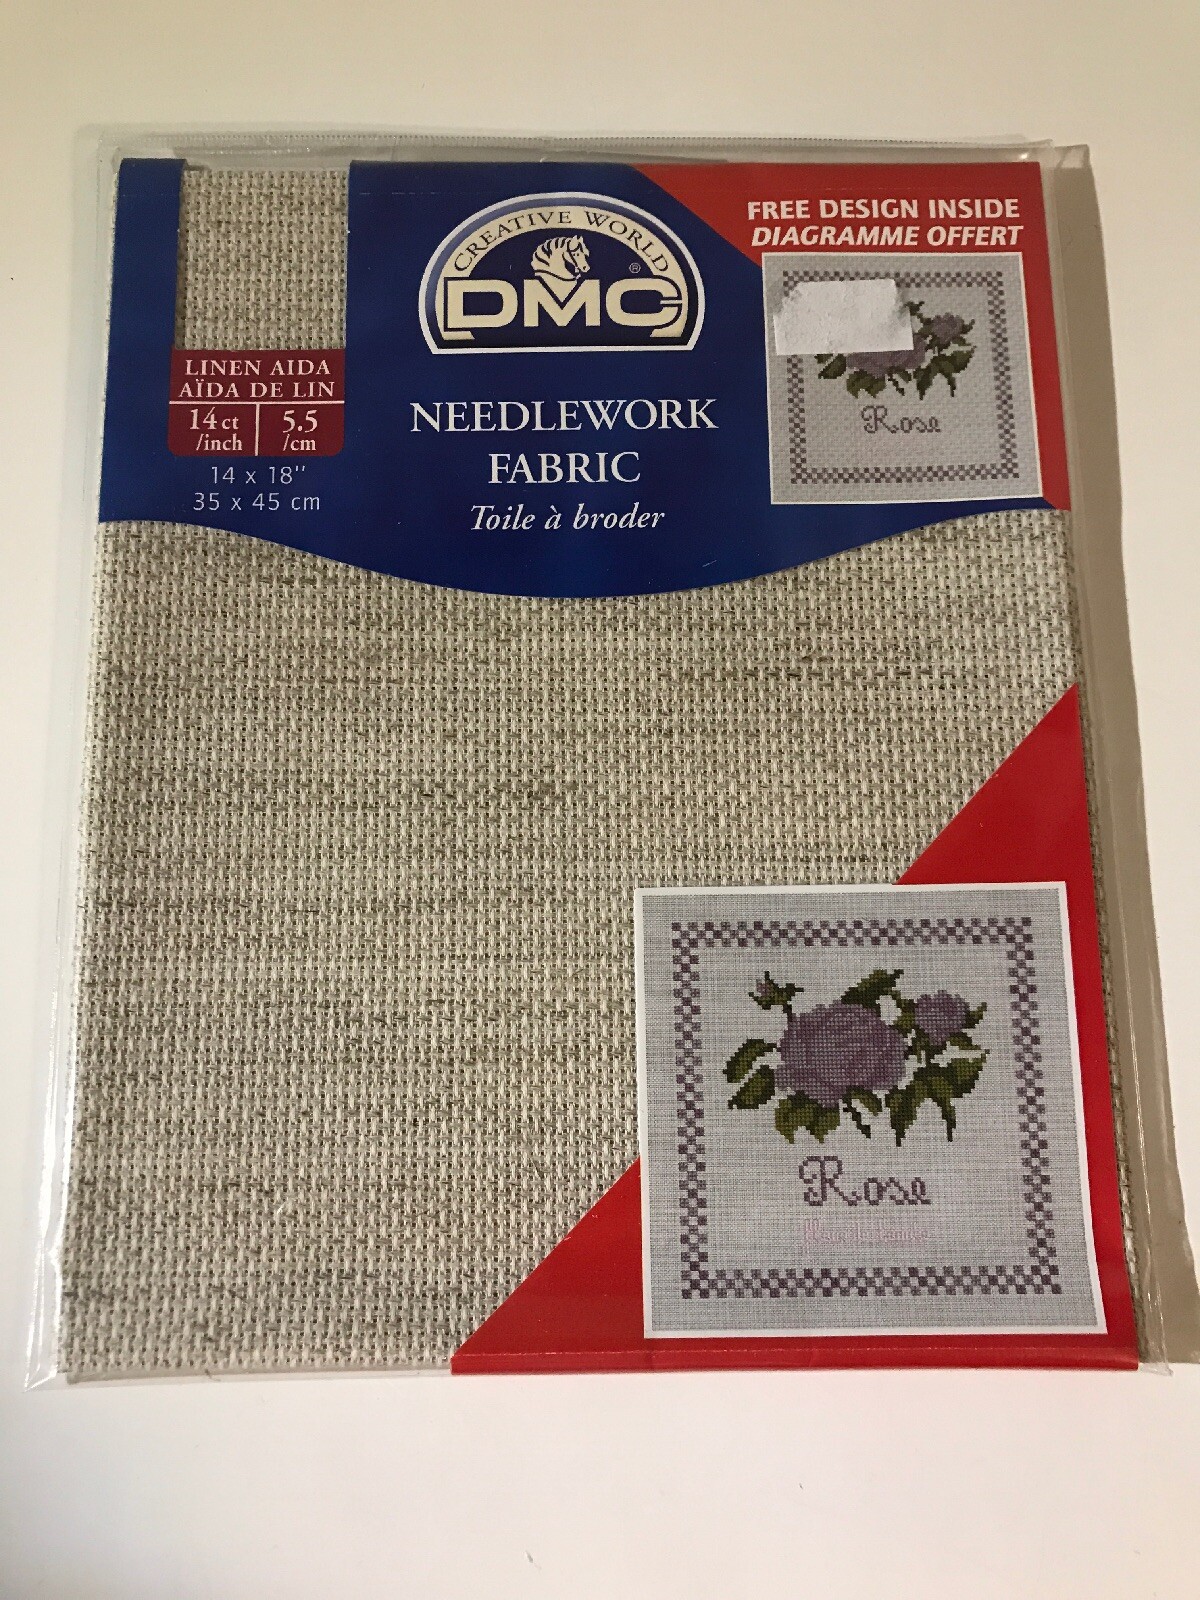 CREATIVE WORLD
DMC®
FREE DESIGN INSIDE
DIAGRAMME OFFERT
LINEN AIDA
AÏDA DE LIN
14 ct /inch
5.5 /cm
14 x 18"
35 x 45 cm
NEEDLEWORK
FABRIC
Toile à broder
Rose
Rose